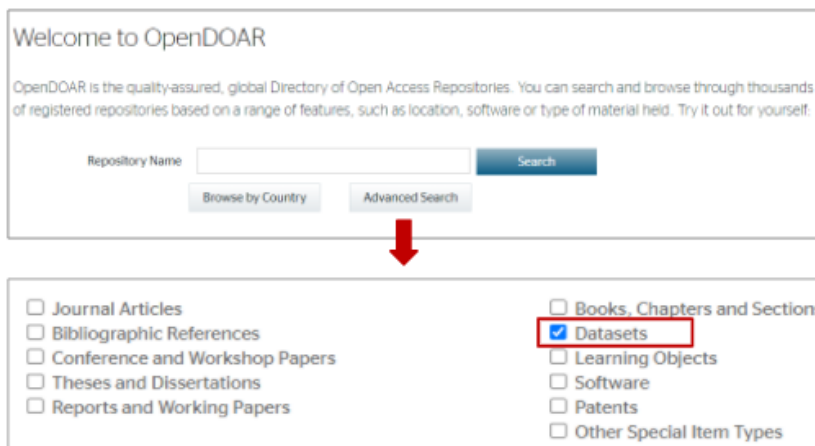 Welcome to OpenDOAR
OpenDOAR is the quality-assured, global Directory of Open Access Repositories. You can search and browse through thousands
of registered repositories based on a range of features, such as location, software or type of material held. Try it out for yourself:
Repository Name
Search
Browse by Country
Advanced Search
Journal Articles
Bibliographic References
Conference and Workshop Papers
Theses and Dissertations
Reports and Working Papers
Books, Chapters and Section
Datasets
Learning Objects
Software
Patents
Other Special Item Types